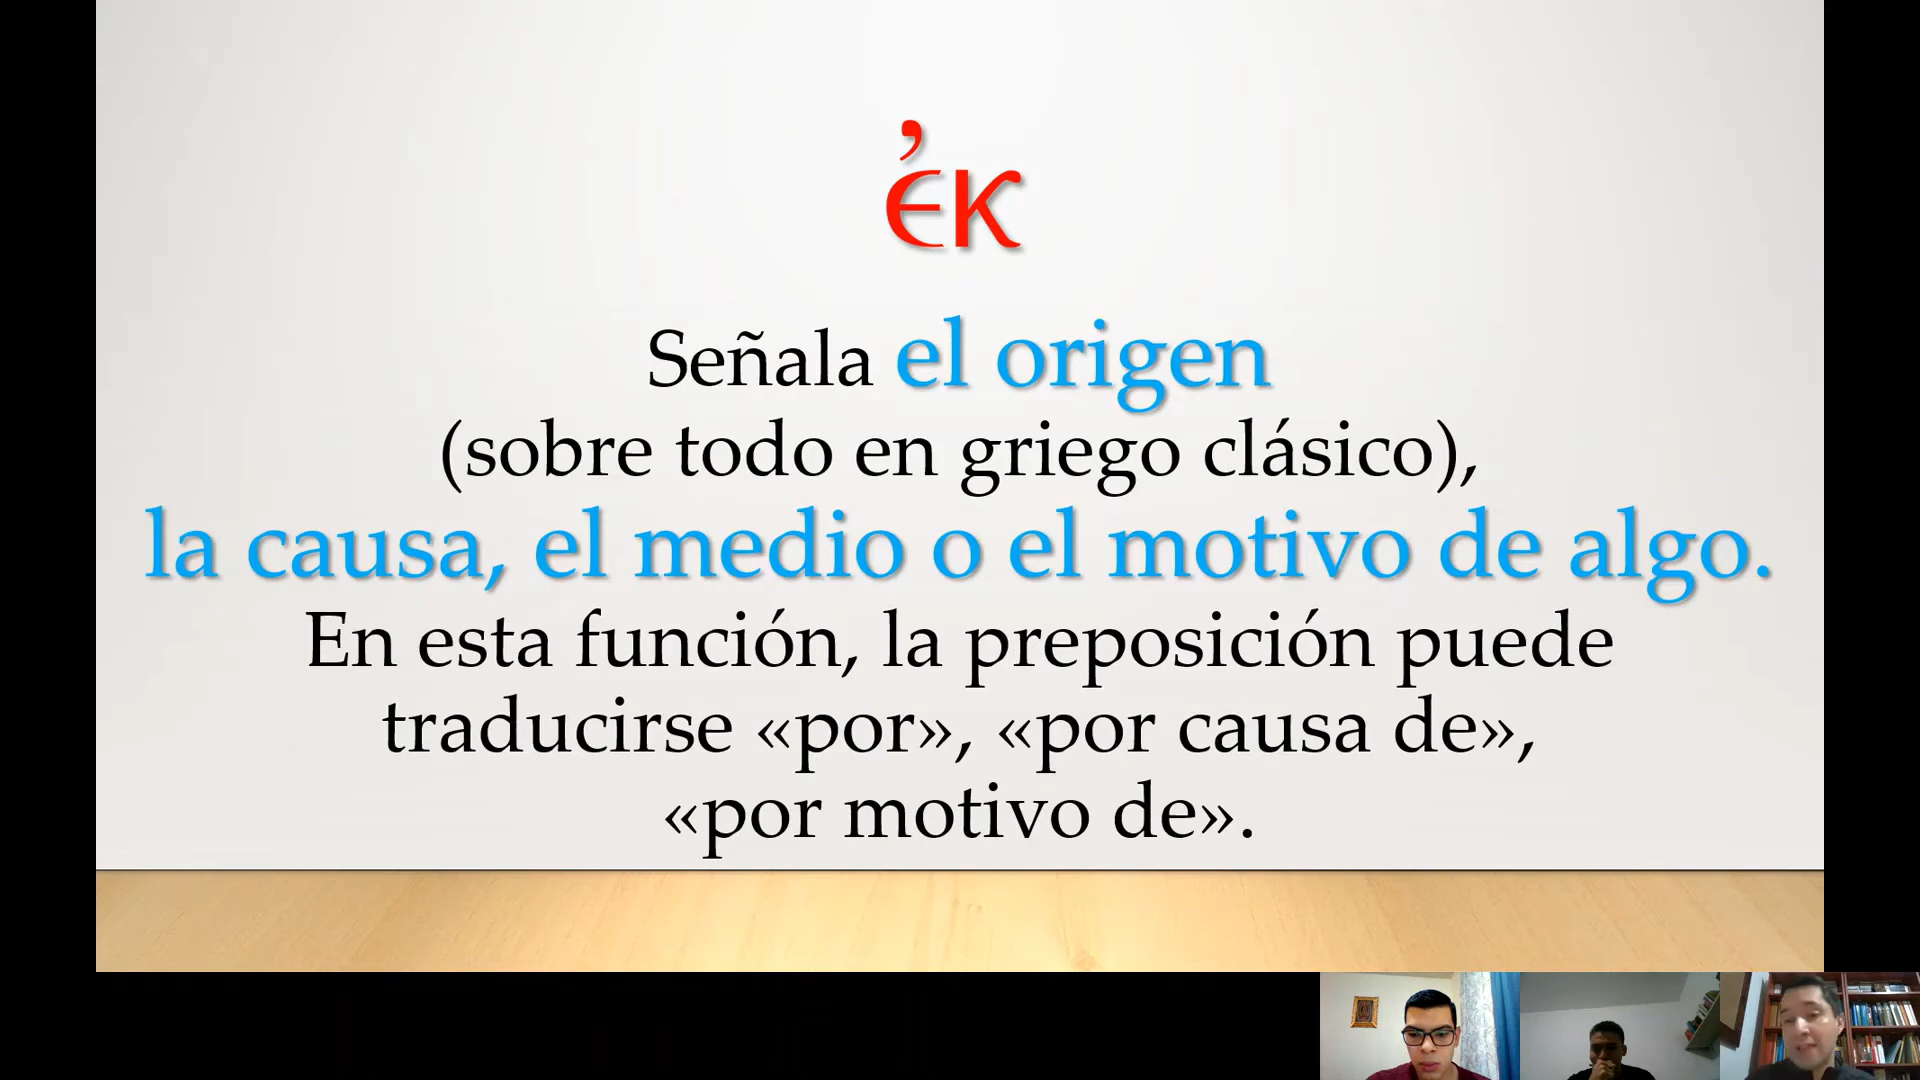 ἐκ
Señala el origen
(sobre todo en griego clásico),
la causa, el medio o el motivo de algo.
En esta función, la preposición puede
traducirse «por», «por causa de»,
«por motivo de».